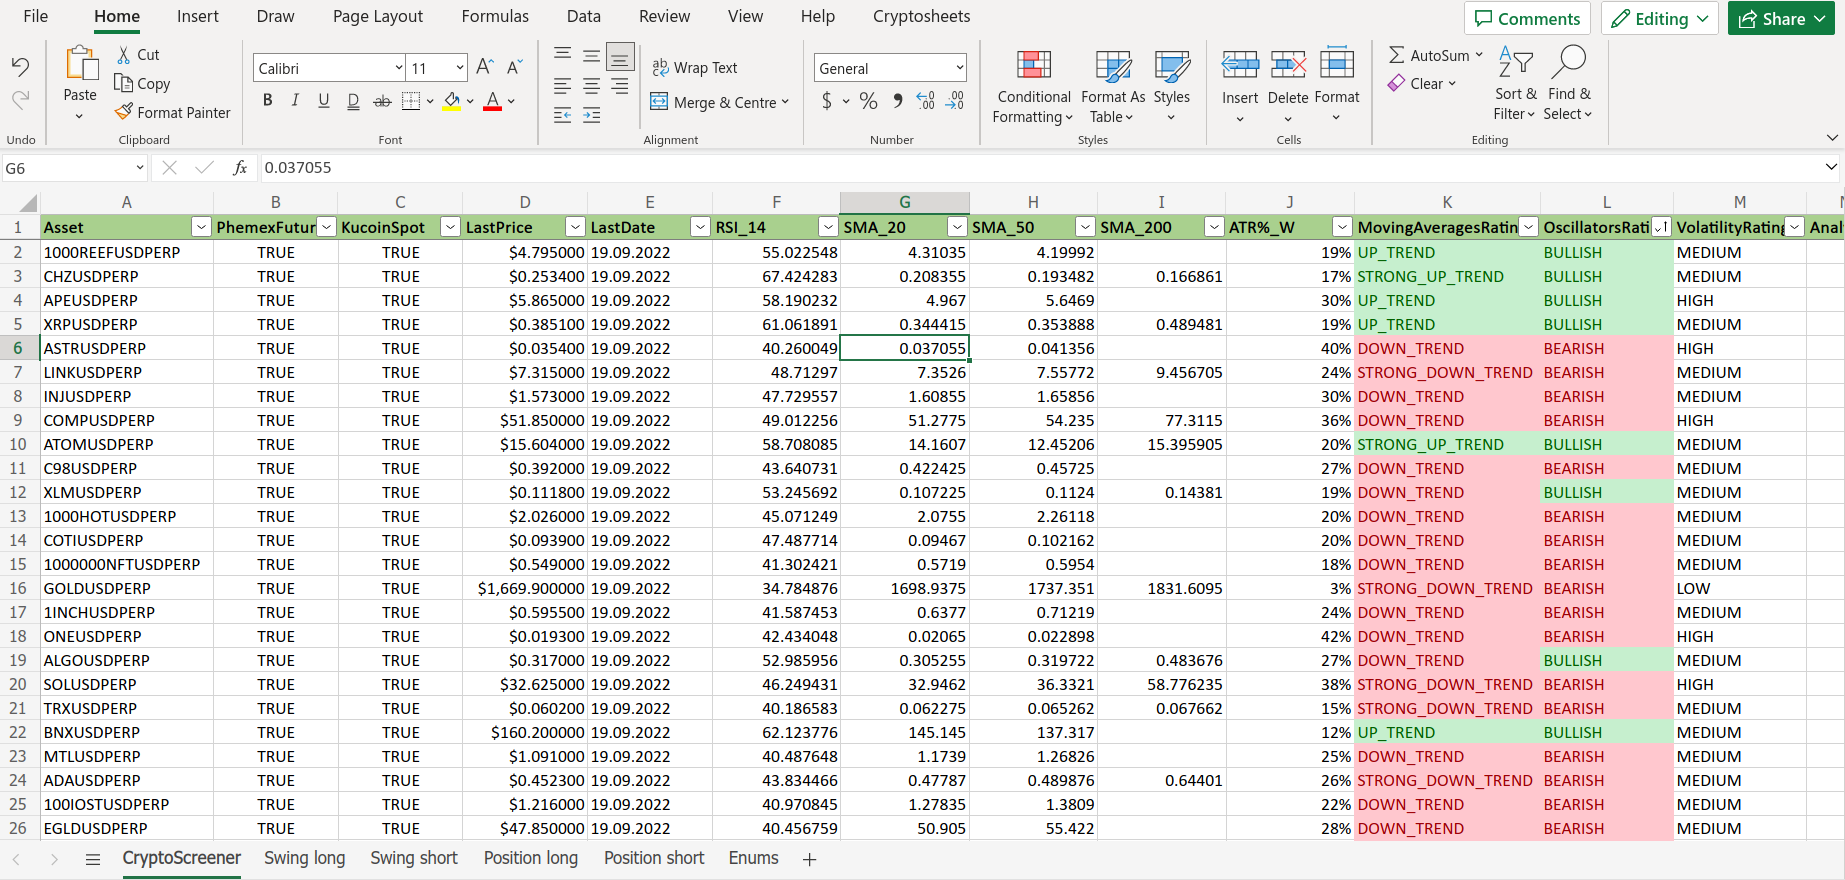 File Home Insert Draw Page Layout Formulas Data Review View Help Cryptosheets Comments Editing Share
Cut
Copy
Format Painter
Paste
Calibri 11 A A
B I U D ab A
ab Wrap Text
Merge & Centre
General
$ % 9 .00 .00
Conditional Formatting
Format As Table
Styles
Insert Delete Format
AutoSum
Clear
Sort & Filter
Find & Select
Undo Clipboard Font Alignment Number Styles Cells Editing
G6 fx 0.037055
A B C D E F G H I J K L M
1 Asset PhemexFutur KucoinSpot LastPrice LastDate RSI_14 SMA_20 SMA_50 SMA_200 ATR%_W MovingAveragesRatin OscillatorsRati VolatilityRating Anal
2 1000REEFUSDPERP TRUE TRUE $4.795000 19.09.2022 55.022548 4.31035 4.19992 19% UP_TREND BULLISH MEDIUM
3 CHZUSDPERP TRUE TRUE $0.253400 19.09.2022 67.424283 0.208355 0.193482 0.166861 17% STRONG_UP_TREND BULLISH MEDIUM
4 APEUSDPERP TRUE TRUE $5.865000 19.09.2022 58.190232 4.967 5.6469 30% UP_TREND BULLISH HIGH
5 XRPUSDPERP TRUE TRUE $0.385100 19.09.2022 61.061891 0.344415 0.353888 0.489481 19% UP_TREND BULLISH MEDIUM
6 ASTRUSDPERP TRUE TRUE $0.035400 19.09.2022 40.260049 0.037055 0.041356 40% DOWN_TREND BEARISH HIGH
7 LINKUSDPERP TRUE TRUE $7.315000 19.09.2022 48.71297 7.3526 7.55772 9.456705 24% STRONG_DOWN_TREND BEARISH MEDIUM
8 INJUSDPERP TRUE TRUE $1.573000 19.09.2022 47.729557 1.60855 1.65856 30% DOWN_TREND BEARISH MEDIUM
9 COMPUSDPERP TRUE TRUE $51.850000 19.09.2022 49.012256 51.2775 54.235 77.3115 36% DOWN_TREND BEARISH HIGH
10 ATOMUSDPERP TRUE TRUE $15.604000 19.09.2022 58.708085 14.1607 12.45206 15.395905 20% STRONG_UP_TREND BULLISH MEDIUM
11 C98USDPERP TRUE TRUE $0.392000 19.09.2022 43.640731 0.422425 0.45725 27% DOWN_TREND BEARISH MEDIUM
12 XLMUSDPERP TRUE TRUE $0.111800 19.09.2022 53.245692 0.107225 0.1124 0.14381 19% DOWN_TREND BULLISH MEDIUM
13 1000HOTUSDPERP TRUE TRUE $2.026000 19.09.2022 45.071249 2.0755 2.26118 20% DOWN_TREND BEARISH MEDIUM
14 COTIUSDPERP TRUE TRUE $0.093900 19.09.2022 47.487714 0.09467 0.102162 20% DOWN_TREND BEARISH MEDIUM
15 1000000NFTUSDPERP TRUE TRUE $0.549000 19.09.2022 41.302421 0.5719 0.5954 18% DOWN_TREND BEARISH MEDIUM
16 GOLDUSDPERP TRUE TRUE $1,669.900000 19.09.2022 34.784876 1698.9375 1737.351 1831.6095 3% STRONG_DOWN_TREND BEARISH LOW
17 1INCHUSDPERP TRUE TRUE $0.595500 19.09.2022 41.587453 0.6377 0.71219 24% DOWN_TREND BEARISH MEDIUM
18 ONEUSDPERP TRUE TRUE $0.019300 19.09.2022 42.434048 0.02065 0.022898 42% DOWN_TREND BEARISH HIGH
19 ALGOUSDPERP TRUE TRUE $0.317000 19.09.2022 52.985956 0.305255 0.319722 0.483676 27% DOWN_TREND BULLISH MEDIUM
20 SOLUSDPERP TRUE TRUE $32.625000 19.09.2022 46.249431 32.9462 36.3321 58.776235 38% STRONG_DOWN_TREND BEARISH HIGH
21 TRXUSDPERP TRUE TRUE $0.060200 19.09.2022 40.186583 0.062275 0.065262 0.067662 15% STRONG_DOWN_TREND BEARISH MEDIUM
22 BNXUSDPERP TRUE TRUE $160.200000 19.09.2022 62.123776 145.145 137.317 12% UP_TREND BULLISH MEDIUM
23 MTLUSDPERP TRUE TRUE $1.091000 19.09.2022 40.487648 1.1739 1.26826 25% DOWN_TREND BEARISH MEDIUM
24 ADAUSDPERP TRUE TRUE $0.452300 19.09.2022 43.834466 0.47787 0.489876 0.64401 26% STRONG_DOWN_TREND BEARISH MEDIUM
25 100IOSTUSDPERP TRUE TRUE $1.216000 19.09.2022 40.970845 1.27835 1.3809 22% DOWN_TREND BEARISH MEDIUM
26 EGLDUSDPERP TRUE TRUE $47.850000 19.09.2022 40.456759 50.905 55.422 28% DOWN_TREND BEARISH MEDIUM
CryptoScreener Swing long Swing short Position long Position short Enums